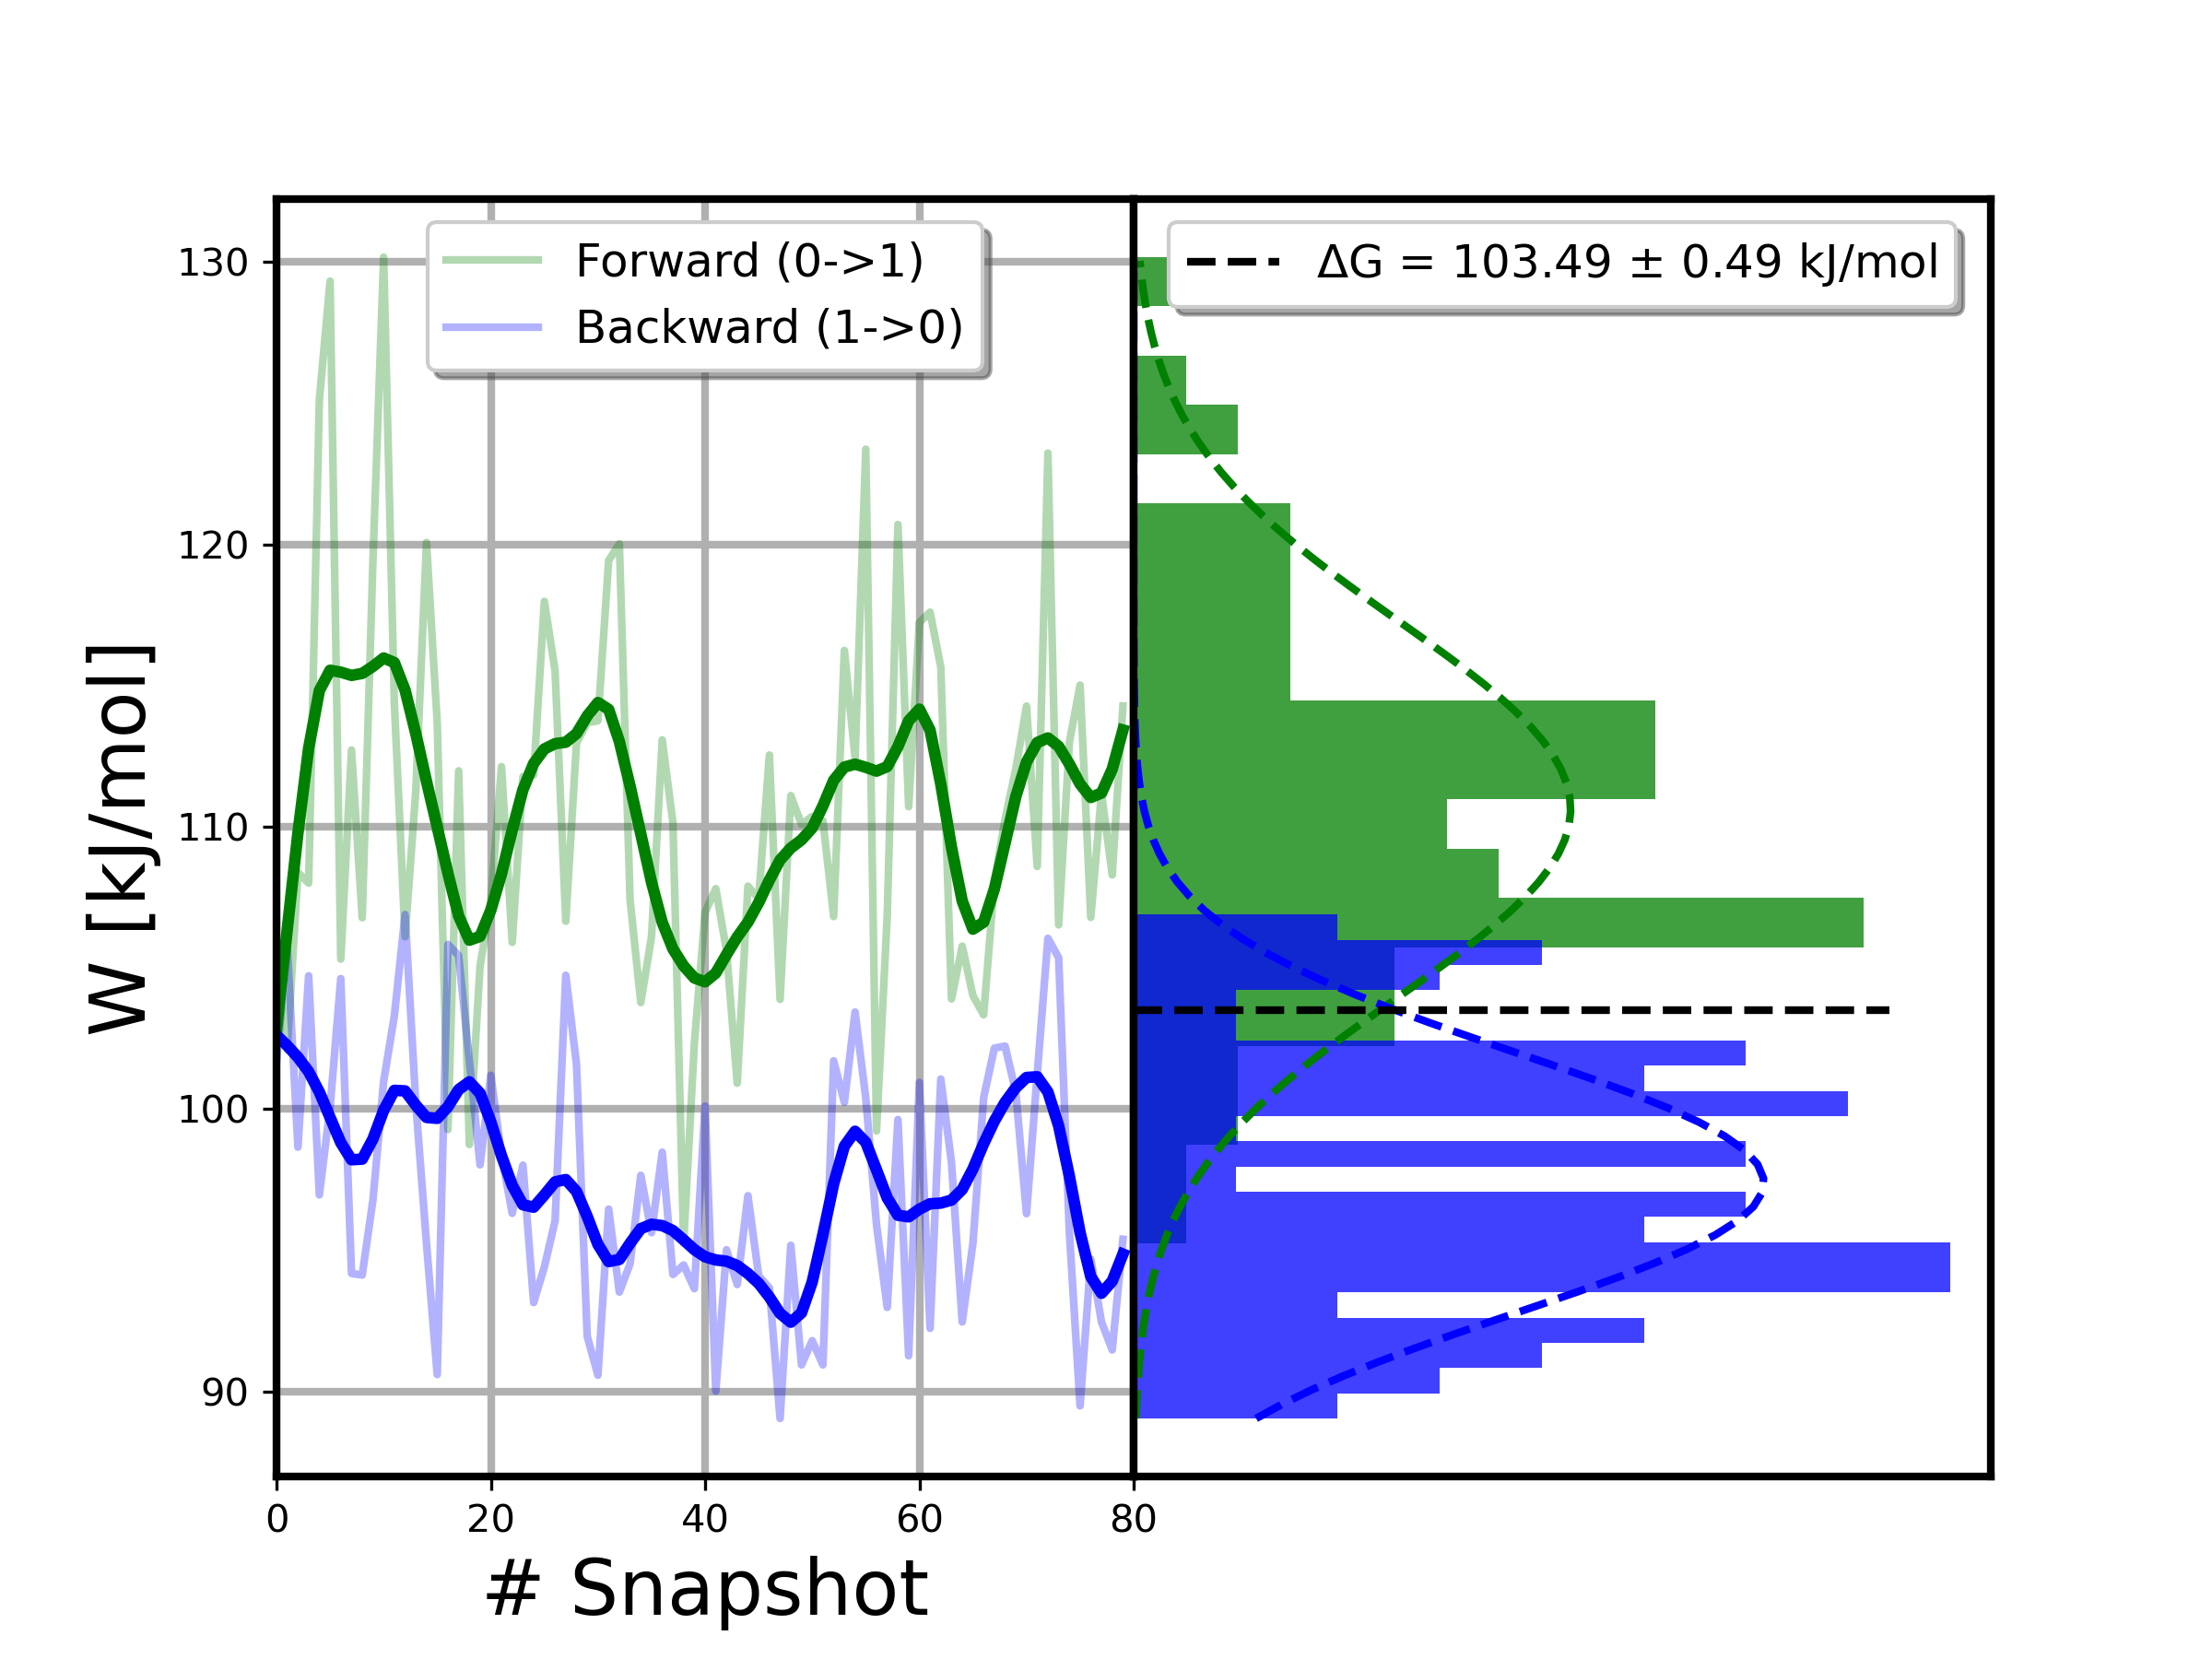 Forward (0->1)
Backward (1->0)
ΔG = 103.49 ± 0.49 kJ/mol
130
120
110
100
90
W [kJ/mol]
0
20
40
60
80
# Snapshot